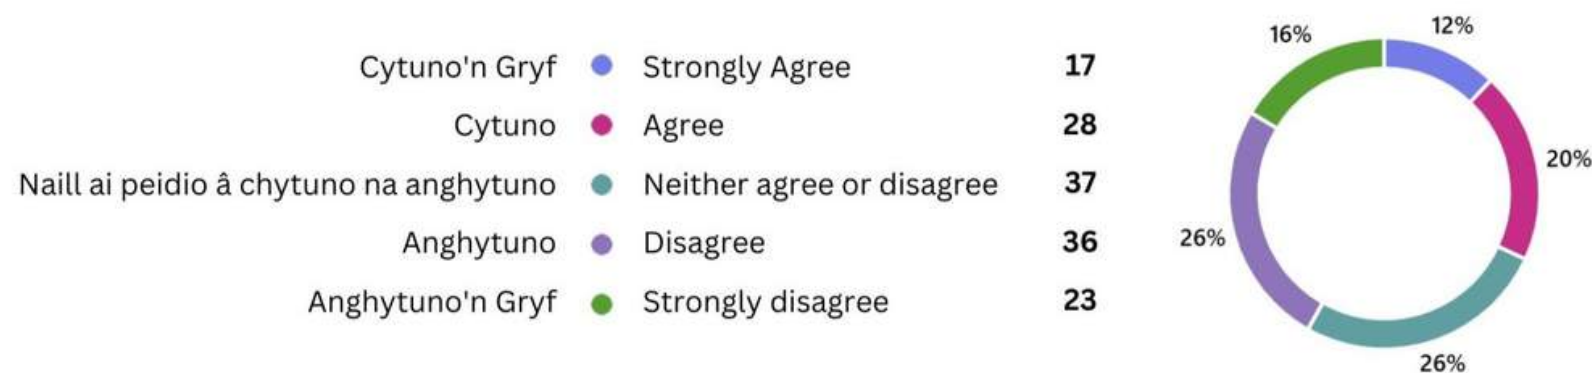 16%
12%
Cytuno'n Gryf Strongly Agree 17
Cytuno Agree 28
20%
Naill ai peidio â chytuno na anghytuno Neither agree or disagree 37
Anghytuno Disagree 36
26%
Anghytuno'n Gryf Strongly disagree 23
26%